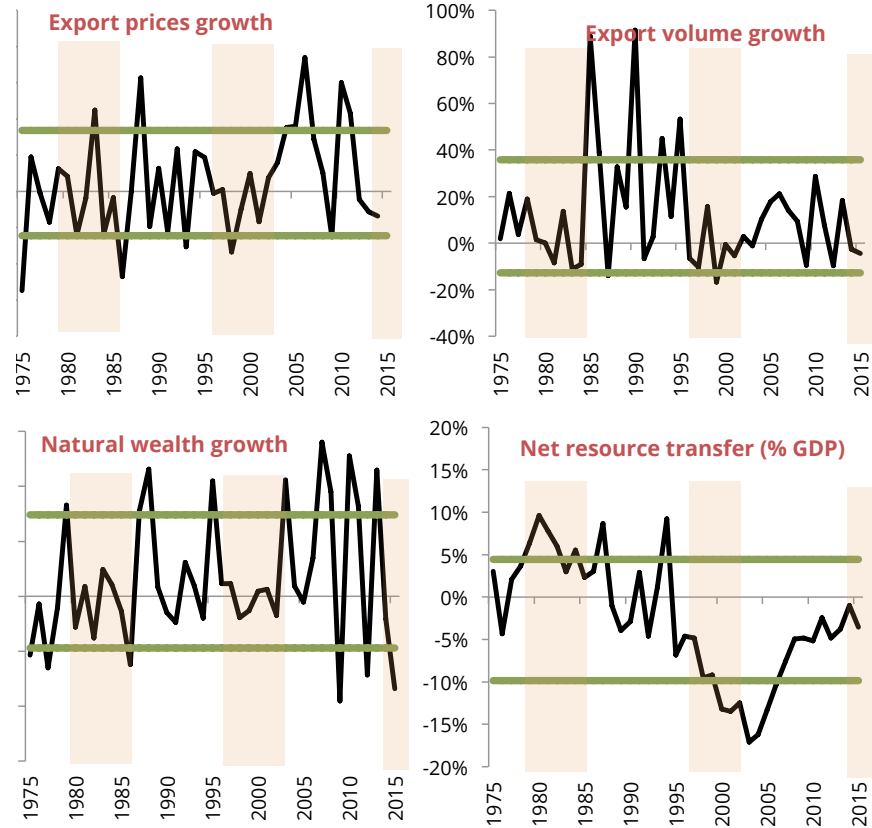 Export prices growth
1975 1980 1985 1990 1995 2000 2005 2010 2015
Export volume growth
100%
80%
60%
40%
20%
0%
-20%
-40%
1975 1980 1985 1990 1995 2000 2005 2010 2015
Natural wealth growth
1975 1980 1985 1990 1995 2000 2005 2010 2015
Net resource transfer (% GDP)
20%
15%
10%
5%
0%
-5%
-10%
-15%
-20%
1975 1980 1985 1990 1995 2000 2005 2010 2015